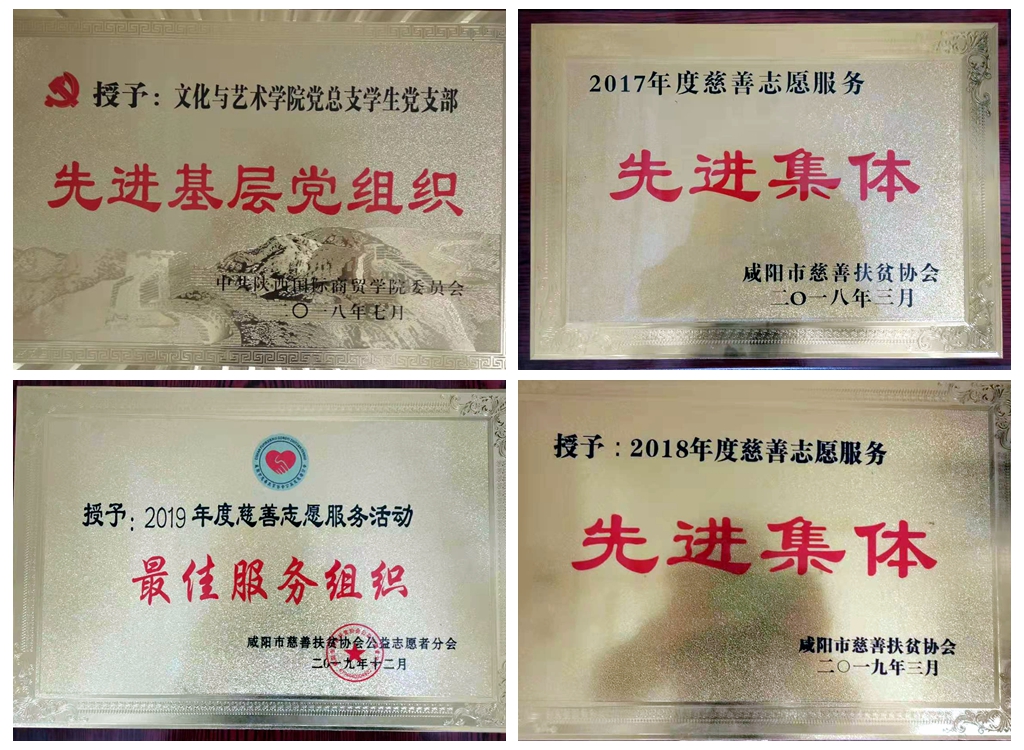 授予：文化与艺术学院党总支学生党支部
先进基层党组织
中共陕西国际商贸学院委员会
二〇一八年七月
2017年度慈善志愿服务
先进集体
咸阳市慈善扶贫协会
二〇一八年三月
授予：2019年度慈善志愿服务活动
最佳服务组织
咸阳市慈善扶贫协会公益志愿者分会
二〇一九年十二月
授予：2018年度慈善志愿服务
先进集体
咸阳市慈善扶贫协会
二〇一九年三月